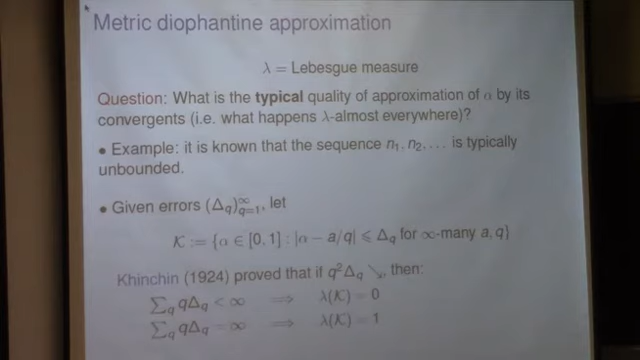 Metric diophantine approximation
λ = Lebesgue measure
Question: What is the typical quality of approximation of α by its
convergents (i.e. what happens λ-almost everywhere)?
• Example: it is known that the sequence n₁, n₂, … is typically
unbounded.
• Given errors (Δ_q)_{q=1}^∞, let
𝒦 := {α ∈ [0, 1] : |α − a/q| ⩽ Δ_q for ∞-many a, q}
Khinchin (1924) proved that if q²Δ_q ↘, then:
∑_q qΔ_q < ∞ ⟹ λ(𝒦) = 0
∑_q qΔ_q = ∞ ⟹ λ(𝒦) = 1